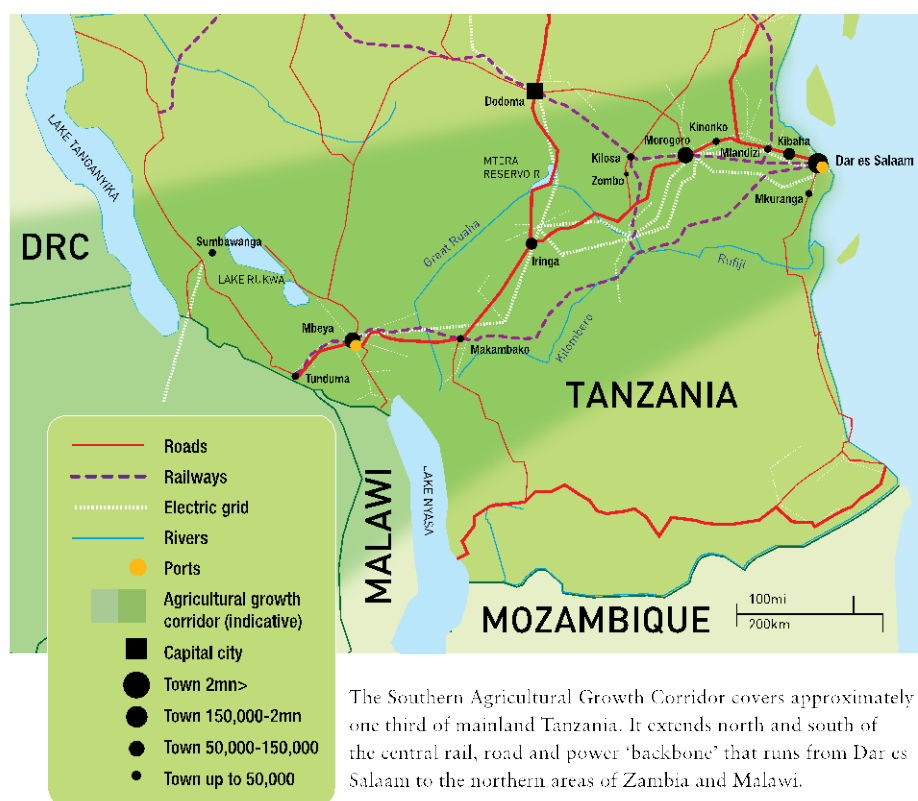 Dodoma
Kinonko
Morogoro
Kibaha
Mlandizi
Dar es Salaam
Kilosa
Zombo
MTERA
RESERVOIR
Mkuranga
LAKE TANGANYIKA
DRC
Sumbawanga
LAKE RUKWA
Great Ruaha
Iringa
Rufiji
Mbeya
Makambako
Kilombero
Tunduma
TANZANIA
MALAWI
LAKE NYASA
MOZAMBIQUE
100mi
200km
Roads
Railways
Electric grid
Rivers
Ports
Agricultural growth
corridor (indicative)
Capital city
Town 2mn>
Town 150,000-2mn
Town 50,000-150,000
Town up to 50,000
The Southern Agricultural Growth Corridor covers approximately
one third of mainland Tanzania. It extends north and south of
the central rail, road and power ‘backbone’ that runs from Dar es
Salaam to the northern areas of Zambia and Malawi.